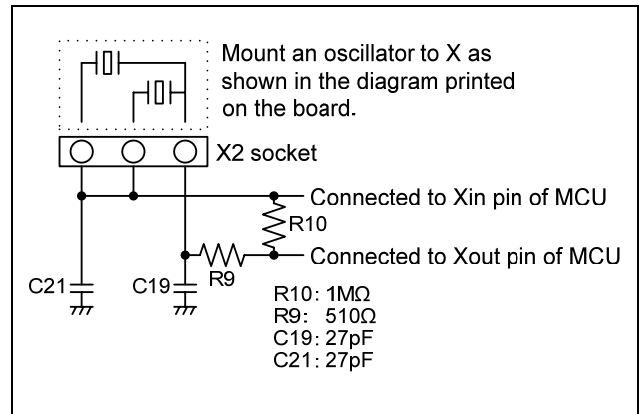 Mount an oscillator to X as
shown in the diagram printed
on the board.
X2 socket
Connected to Xin pin of MCU
R10
Connected to Xout pin of MCU
R9
C21
C19
R10: 1MΩ
R9: 510Ω
C19: 27pF
C21: 27pF